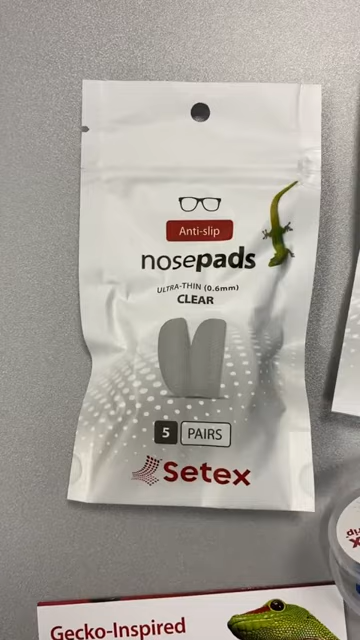 Anti-slip
nosepads
ULTRA-THIN (0.6mm)
CLEAR
5 PAIRS
Setex
Gecko-Inspired